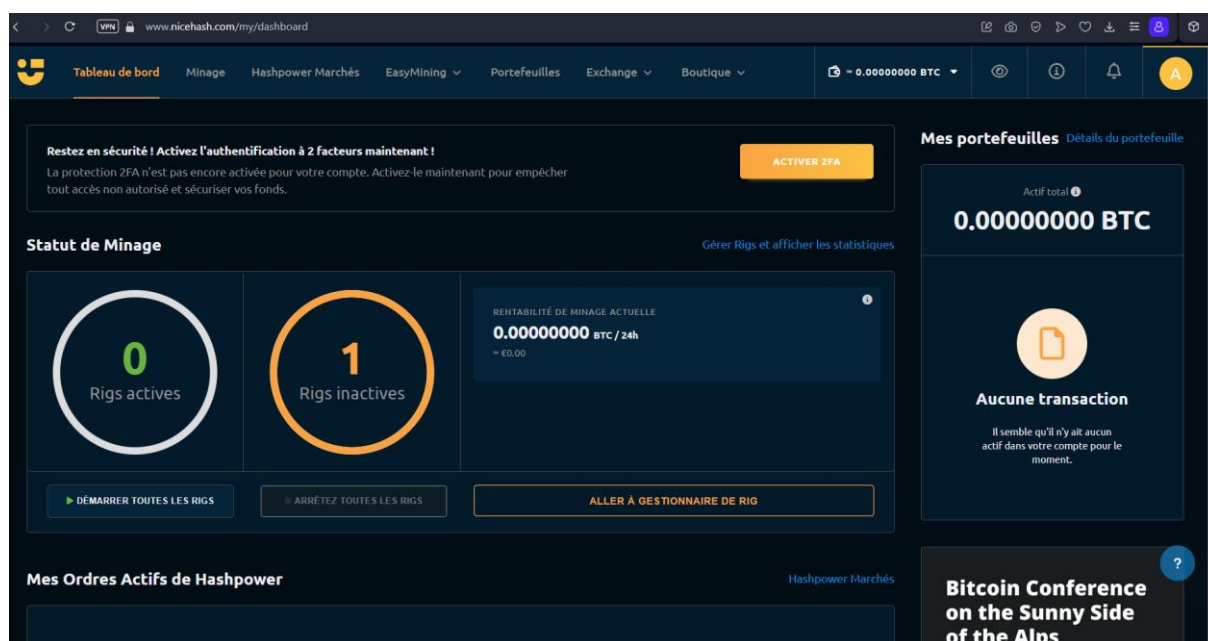 VPN
www.nicehash.com/my/dashboard
Tableau de bord
Minage
Hashpower Marchés
EasyMining
Portefeuilles
Exchange
Boutique
≈ 0.00000000 BTC
A
Restez en sécurité ! Activez l'authentification à 2 facteurs maintenant !
La protection 2FA n'est pas encore activée pour votre compte. Activez-le maintenant pour empêcher
tout accès non autorisé et sécuriser vos fonds.
ACTIVER 2FA
Mes portefeuilles
Détails du portefeuille
Actif total
0.00000000 BTC
Statut de Minage
Gérer Rigs et afficher les statistiques
0
Rigs actives
1
Rigs inactives
RENTABILITÉ DE MINAGE ACTUELLE
0.00000000 BTC / 24h
≈ €0.00
Aucune transaction
Il semble qu'il n'y ait aucun
actif dans votre compte pour le
moment.
DÉMARRER TOUTES LES RIGS
ARRÊTEZ TOUTES LES RIGS
ALLER À GESTIONNAIRE DE RIG
Mes Ordres Actifs de Hashpower
Hashpower Marchés
?
Bitcoin Conference
on the Sunny Side
of the Alps